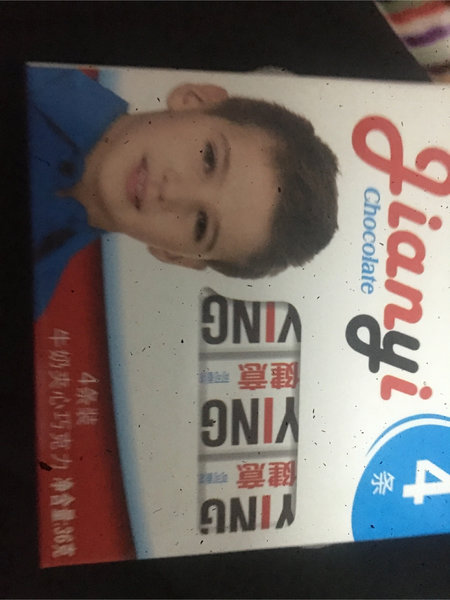 Jianyi
Chocolate
4
条
YING
健意
YING
健意
YING
4条装
牛奶夹心巧克力 净含量:36克